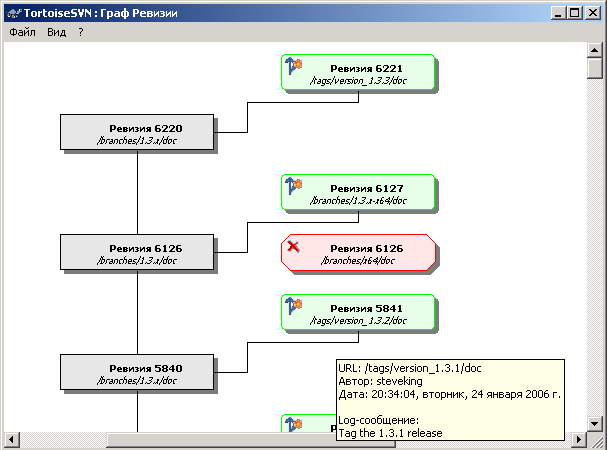 TortoiseSVN : Граф Ревизии
Файл Вид ?
Ревизия 6221
/tags/version_1.3.3/doc
Ревизия 6220
/branches/1.3.x/doc
Ревизия 6127
/branches/1.3.x-x64/doc
Ревизия 6126
/branches/1.3.x/doc
Ревизия 6126
/branches/x64/doc
Ревизия 5841
/tags/version_1.3.2/doc
Ревизия 5840
/branches/1.3.x/doc
URL: /tags/version_1.3.1/doc
Автор: steveking
Дата: 20:34:04, вторник, 24 января 2006 г.
Log-сообщение:
Tag the 1.3.1 release